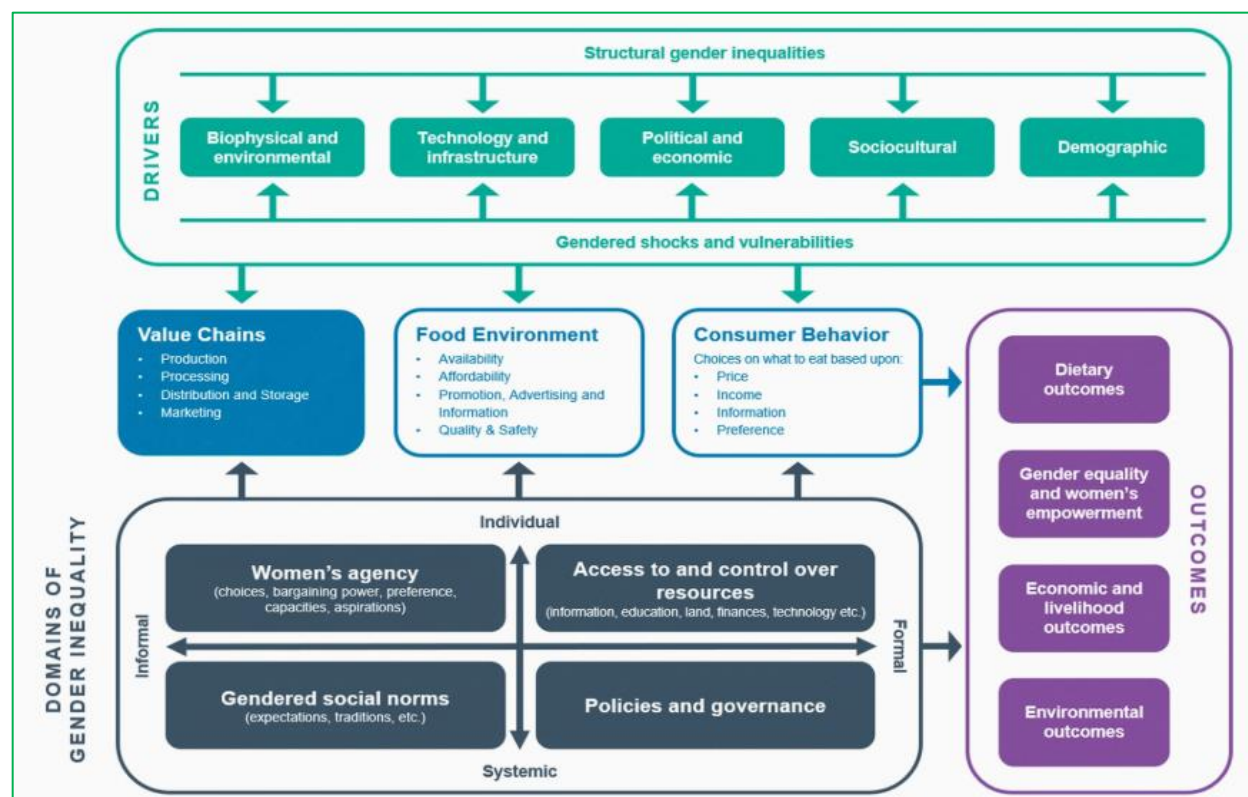 Structural gender inequalities
DRIVERS
Biophysical and
environmental
Technology and
infrastructure
Political and
economic
Sociocultural
Demographic
Gendered shocks and vulnerabilities
Value Chains
• Production
• Processing
• Distribution and Storage
• Marketing
Food Environment
• Availability
• Affordability
• Promotion, Advertising and
Information
• Quality & Safety
Consumer Behavior
Choices on what to eat based upon:
• Price
• Income
• Information
• Preference
DOMAINS OF
GENDER INEQUALITY
Individual
Informal
Women's agency
(choices, bargaining power, preference,
capacities, aspirations)
Access to and control over
resources
(information, education, land, finances, technology etc.)
Gendered social norms
(expectations, traditions, etc.)
Policies and governance
Formal
Systemic
Dietary
outcomes
Gender equality
and women's
empowerment
Economic and
livelihood
outcomes
Environmental
outcomes
OUTCOMES